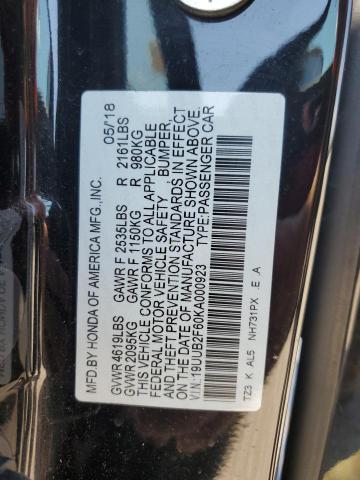 MFD BY HONDA OF AMERICA MFG.,INC. 05/18
GVWR 4619LBS GAWR F 2535LBS R 2161LBS
GVWR 2095KG GAWR F 1150KG R 980KG
THIS VEHICLE CONFORMS TO ALL APPLICABLE
FEDERAL MOTOR VEHICLE SAFETY , BUMPER,
AND THEFT PREVENTION STANDARDS IN EFFECT
ON THE DATE OF MANUFACTURE SHOWN ABOVE.
V.I.N.:19UUB2F60KA000923 TYPE:PASSENGER CAR
TZ3 K AL5 NH731PX E A